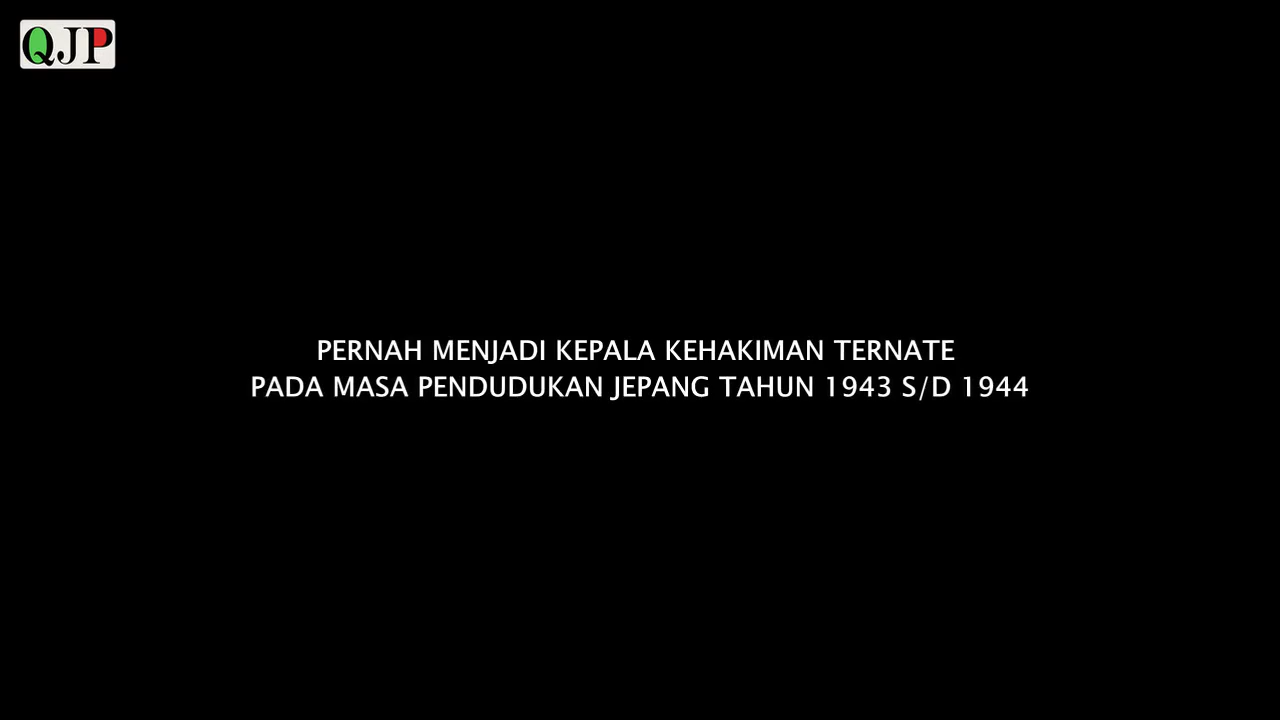 QJP
PERNAH MENJADI KEPALA KEHAKIMAN TERNATE
PADA MASA PENDUDUKAN JEPANG TAHUN 1943 S/D 1944